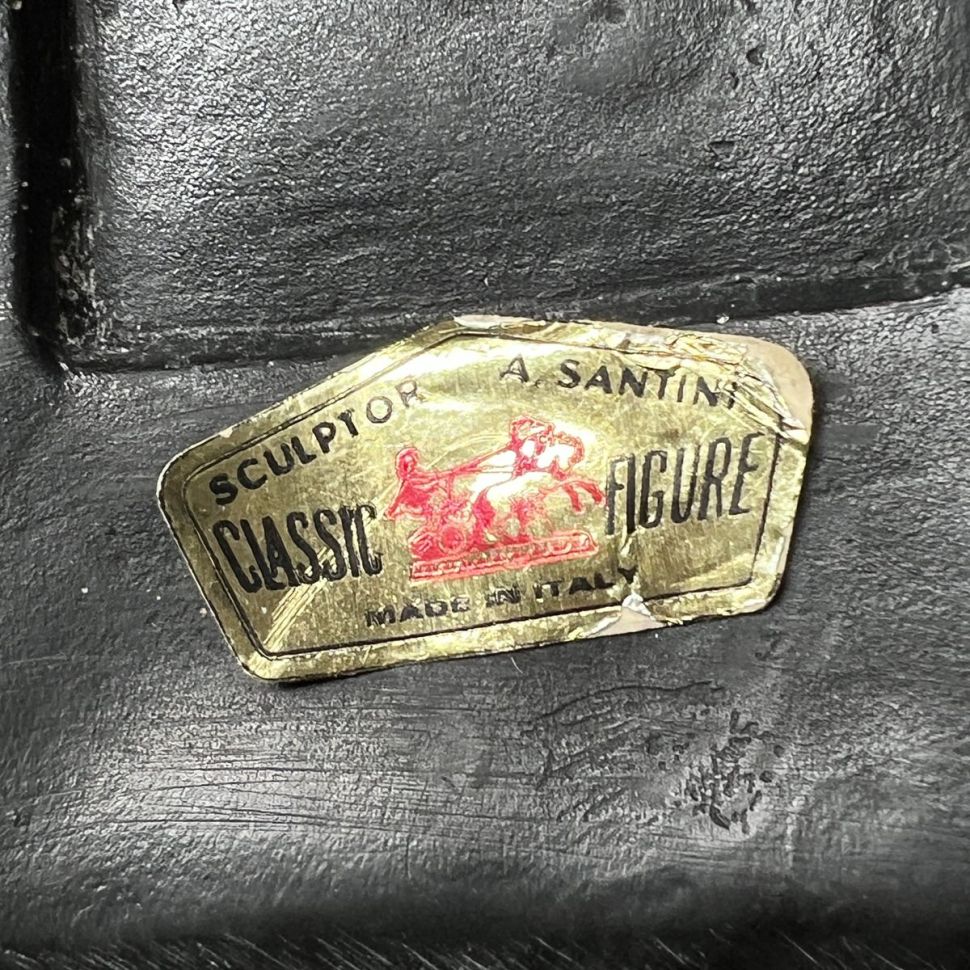 SCULPTOR A. SANTINI
CLASSIC FIGURE
MADE IN ITALY